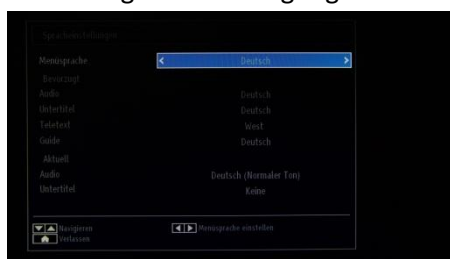 Spracheinstellungen
Menüsprache Deutsch
Bevorzugt
Audio Deutsch
Untertitel Deutsch
Teletext West
Guide Deutsch
Aktuell
Audio Deutsch (Normaler Ton)
Untertitel Keine
Navigieren Menüsprache einstellen
Verlassen